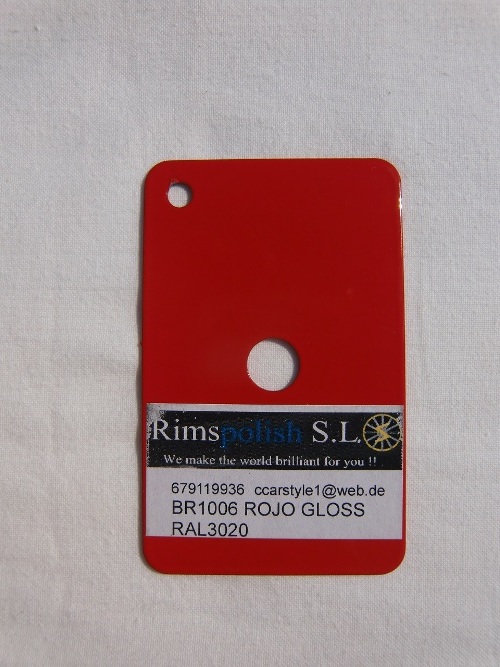 Rimspolish S.L.
We make the world brilliant for you !!
679119936 ccarstyle1@web.de
BR1006 ROJO GLOSS
RAL3020